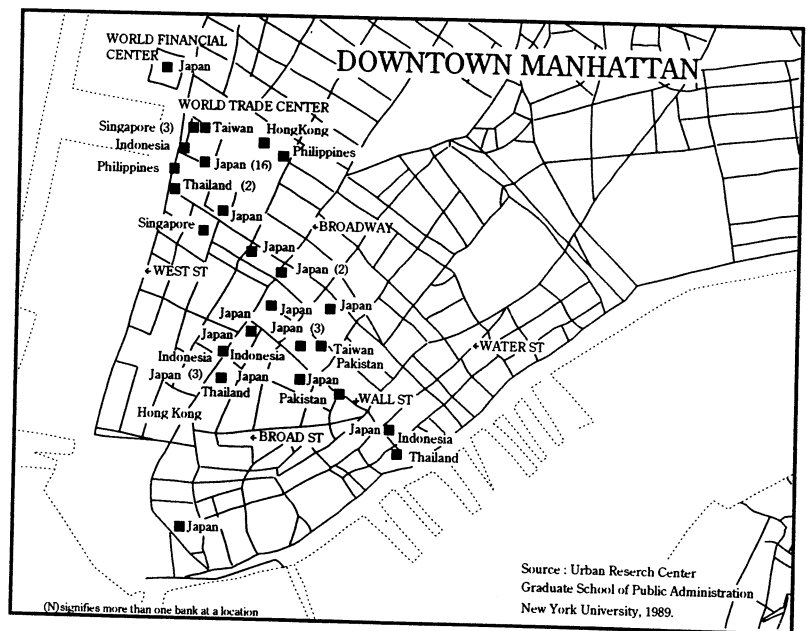 DOWNTOWN MANHATTAN
WORLD FINANCIAL
CENTER
Japan
WORLD TRADE CENTER
Singapore (3)
Taiwan
HongKong
Indonesia
Philippines
Japan (16)
Philippines
Thailand (2)
Japan
Singapore
BROADWAY
Japan
Japan (2)
WEST ST
Japan
Japan
Japan
Japan
Japan (3)
Taiwan
WATER ST
Indonesia
Indonesia
Pakistan
Japan (3)
Japan
Japan
Thailand
Pakistan
WALL ST
Hong Kong
Japan
BROAD ST
Indonesia
Thailand
Japan
Source : Urban Reserch Center
Graduate School of Public Administration
New York University, 1989.
(N) signifies more than one bank at a location